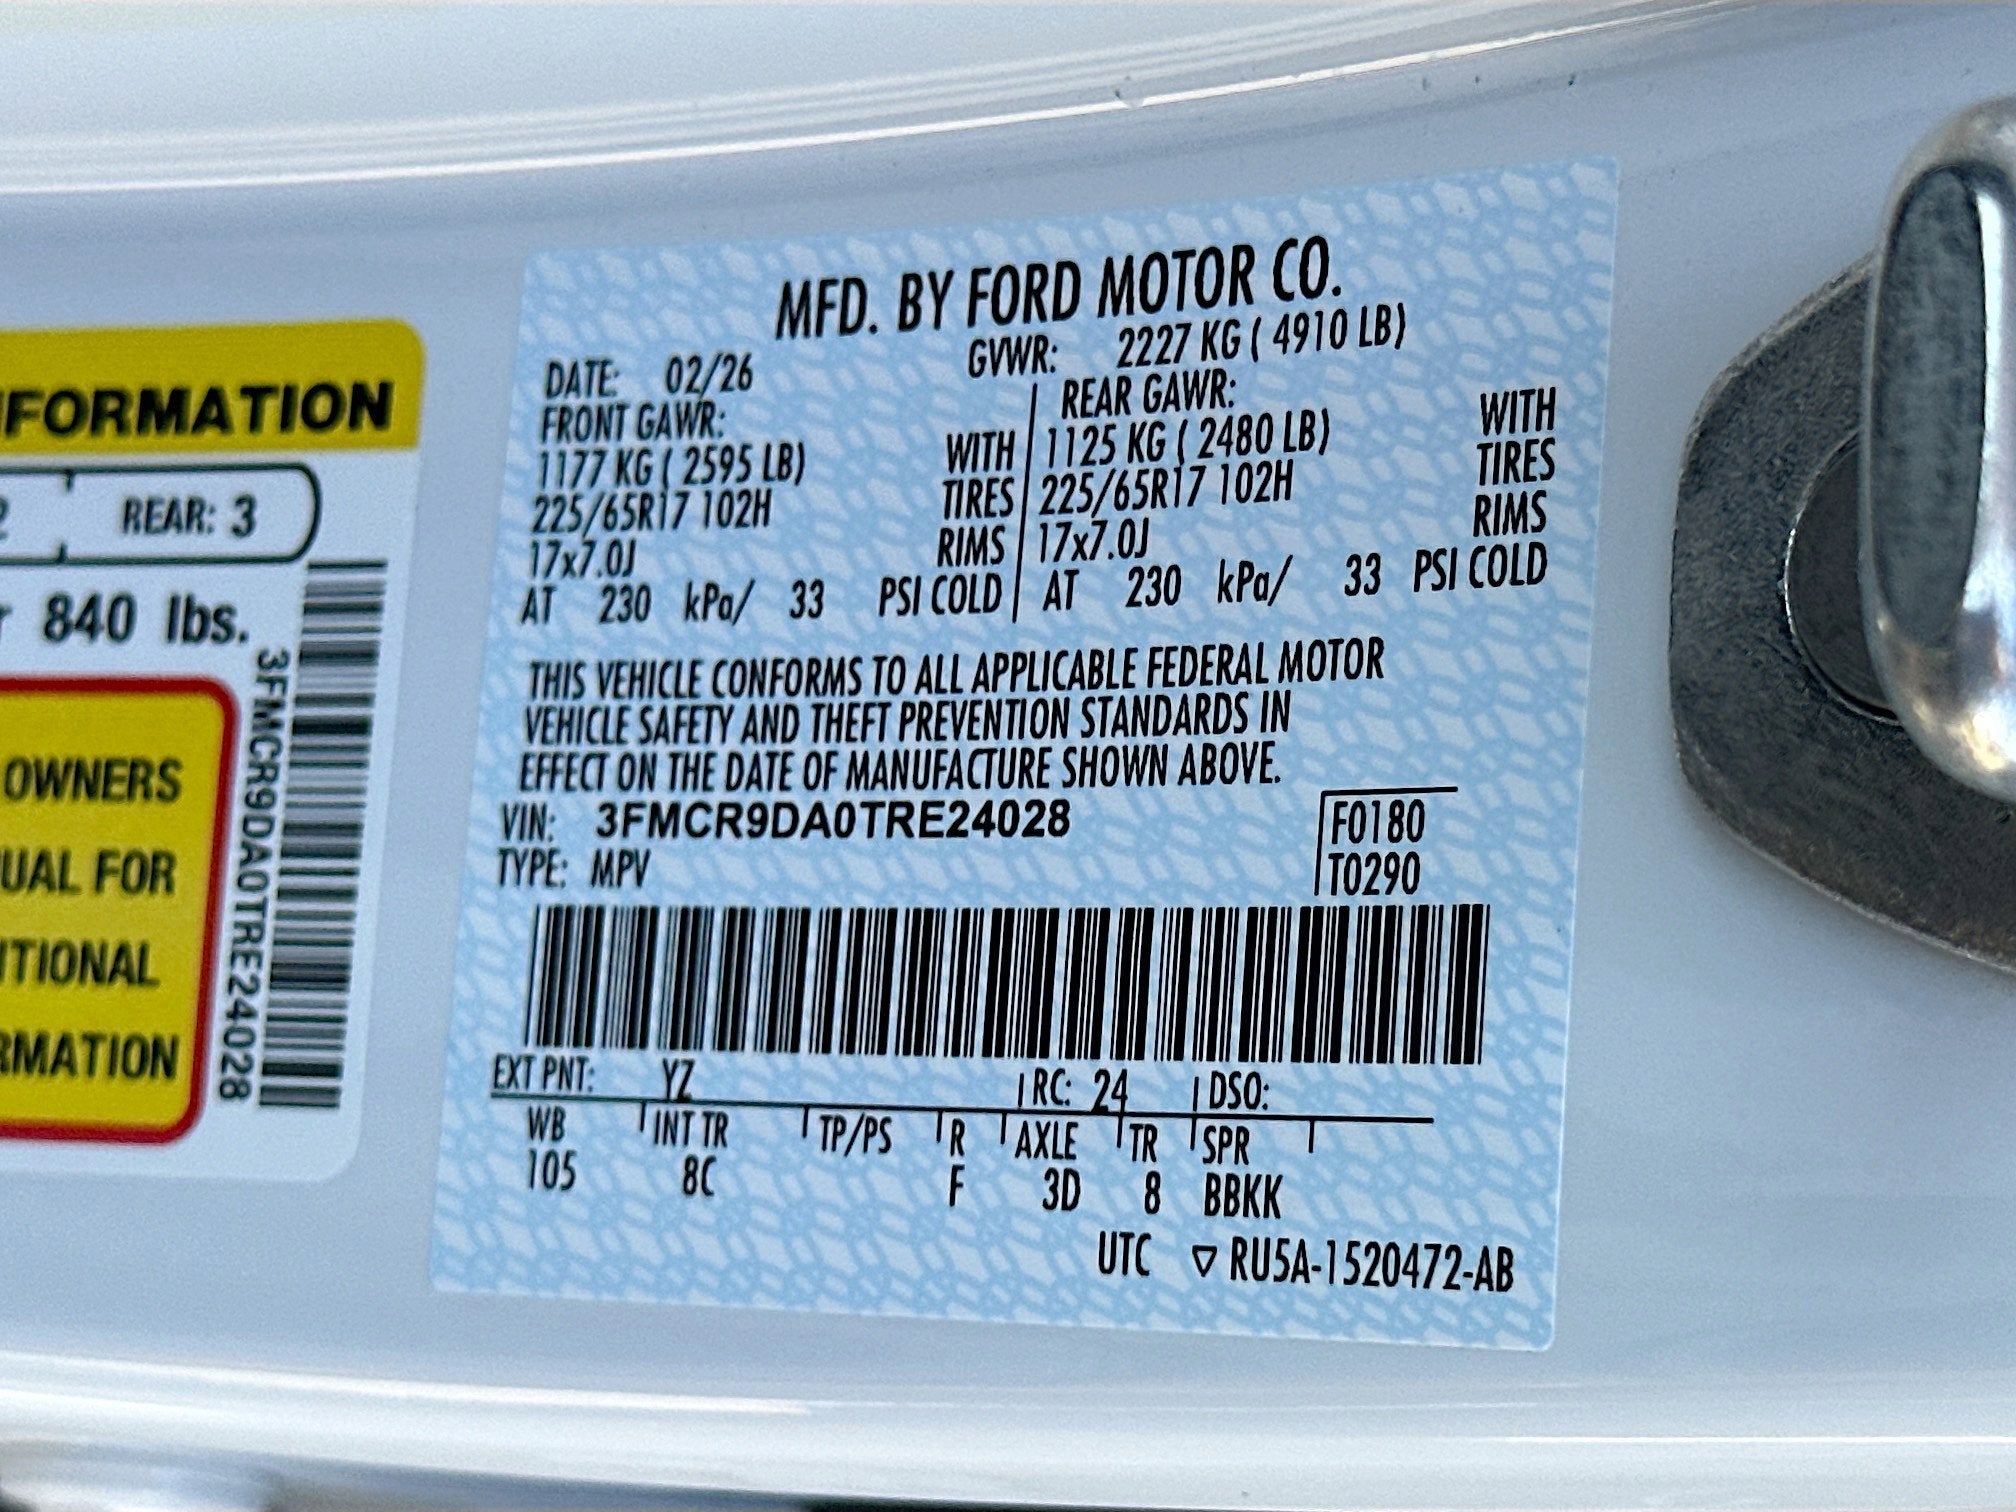 MFD. BY FORD MOTOR CO.
DATE: 02/26 GVWR: 2227 KG ( 4910 LB)
FRONT GAWR: REAR GAWR:
1177 KG ( 2595 LB) WITH 1125 KG ( 2480 LB) WITH
225/65R17 102H TIRES 225/65R17 102H TIRES
17x7.0J RIMS 17x7.0J RIMS
AT 230 kPa/ 33 PSI COLD AT 230 kPa/ 33 PSI COLD
THIS VEHICLE CONFORMS TO ALL APPLICABLE FEDERAL MOTOR
VEHICLE SAFETY AND THEFT PREVENTION STANDARDS IN
EFFECT ON THE DATE OF MANUFACTURE SHOWN ABOVE.
VIN: 3FMCR9DA0TRE24028 F0180
TYPE: MPV T0290
EXT PNT: YZ RC: 24 DSO:
WB INT TR TP/PS R AXLE TR SPR
105 8C F 3D 8 BBKK
UTC ▽ RU5A-1520472-AB
NFORMATION
2 REAR: 3
r 840 lbs.
OWNERS
UAL FOR
ITIONAL
RMATION
3FMCR9DA0TRE24028